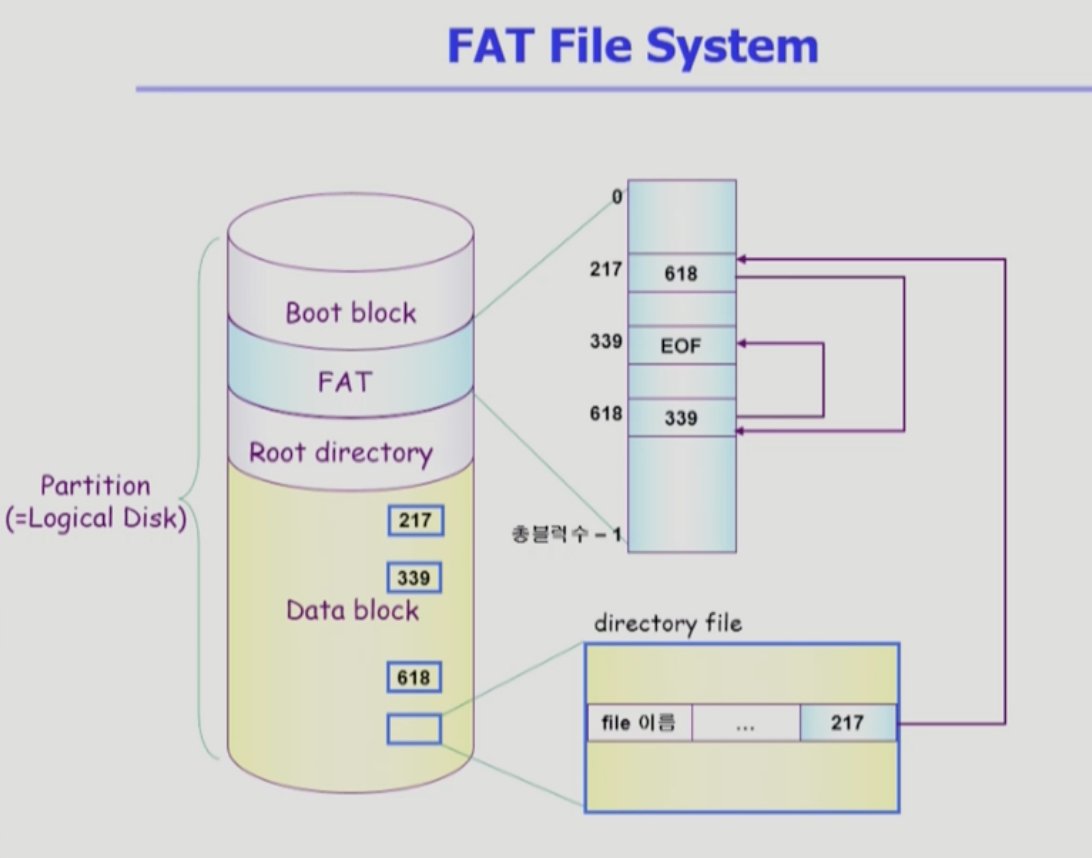 FAT File System
0
217
618
Boot block
339
EOF
FAT
618
339
Root directory
Partition
(=Logical Disk)
217
총블럭수 – 1
339
Data block
directory file
618
file 이름
...
217